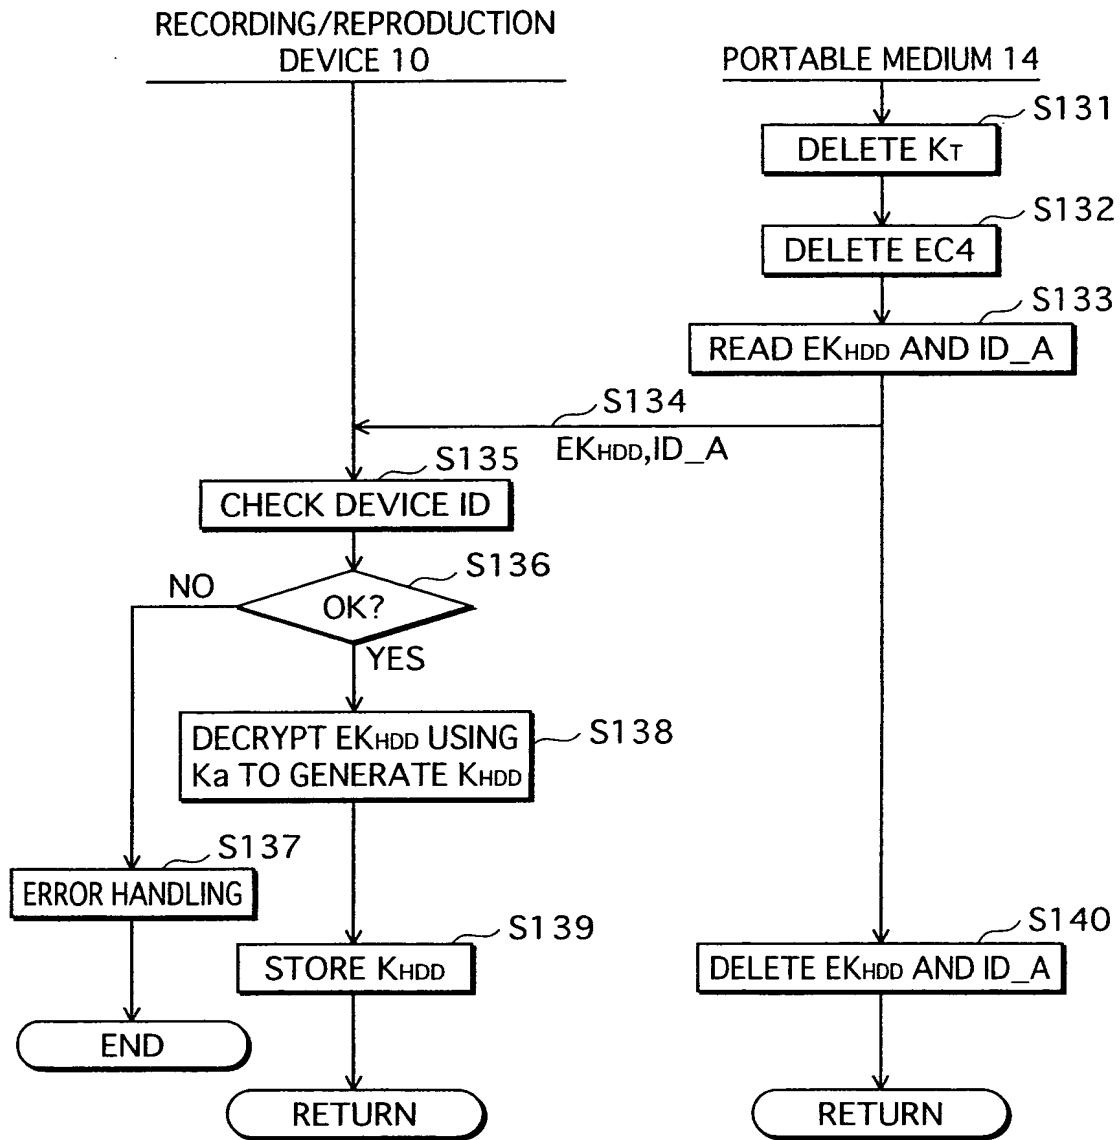 RECORDING/REPRODUCTION
DEVICE 10
PORTABLE MEDIUM 14
S131
DELETE KT
S132
DELETE EC4
S133
READ EKHDD AND ID_A
S134
EKHDD,ID_A
S135
CHECK DEVICE ID
S136
NO
OK?
YES
DECRYPT EKHDD USING
Ka TO GENERATE KHDD
S138
S137
ERROR HANDLING
S139
STORE KHDD
S140
DELETE EKHDD AND ID_A
END
RETURN
RETURN